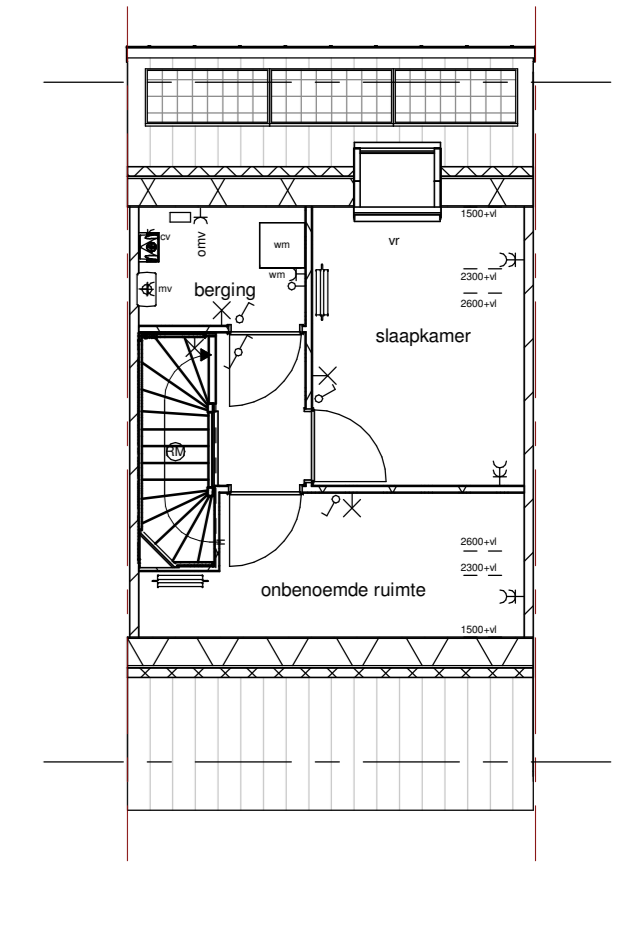 1500+vl
cv
omv
wm
vr
wm
2300+vl
mv
berging
2600+vl
slaapkamer
RM
2600+vl
2300+vl
onbenoemde ruimte
1500+vl